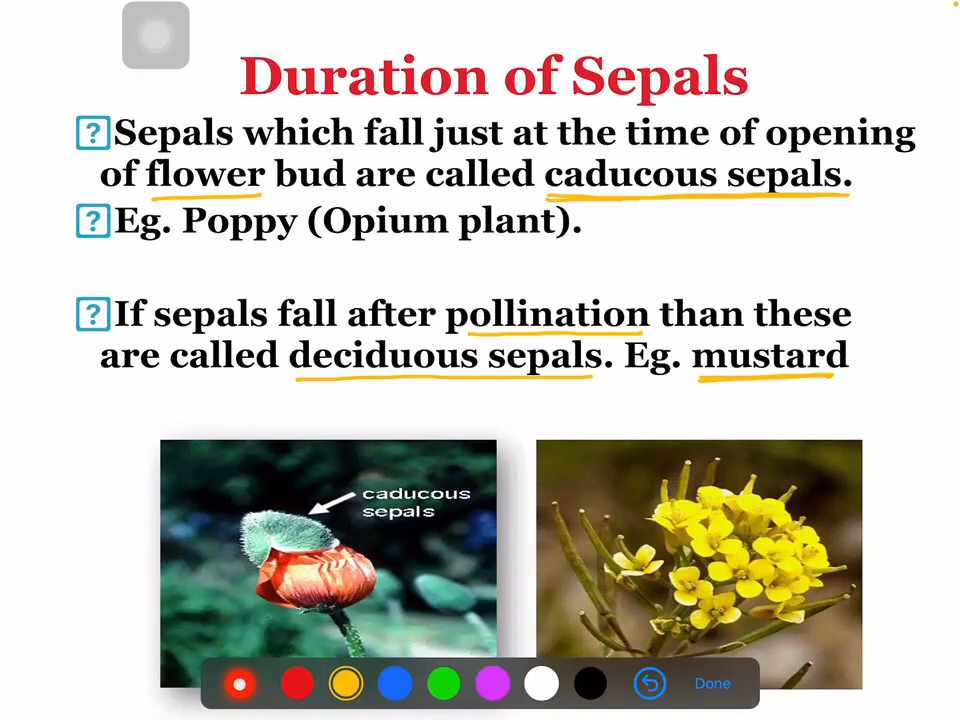 Duration of Sepals
Sepals which fall just at the time of opening
of flower bud are called caducous sepals.
Eg. Poppy (Opium plant).
If sepals fall after pollination than these
are called deciduous sepals. Eg. mustard
caducous
sepals
Done